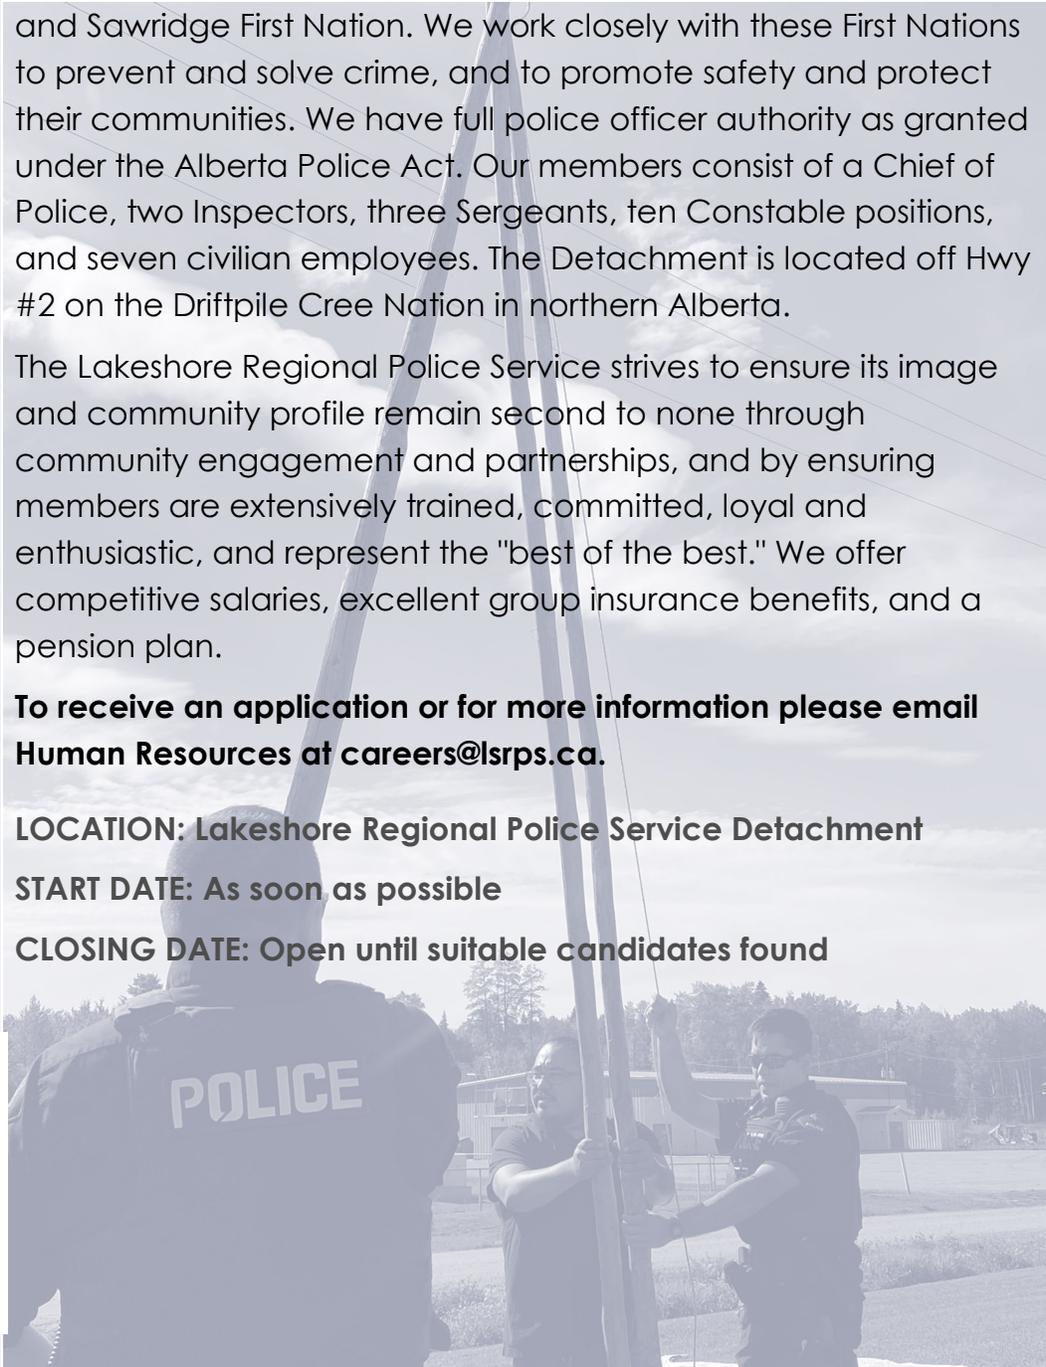 and Sawridge First Nation. We work closely with these First Nations
to prevent and solve crime, and to promote safety and protect
their communities. We have full police officer authority as granted
under the Alberta Police Act. Our members consist of a Chief of
Police, two Inspectors, three Sergeants, ten Constable positions,
and seven civilian employees. The Detachment is located off Hwy
#2 on the Driftpile Cree Nation in northern Alberta.
The Lakeshore Regional Police Service strives to ensure its image
and community profile remain second to none through
community engagement and partnerships, and by ensuring
members are extensively trained, committed, loyal and
enthusiastic, and represent the "best of the best." We offer
competitive salaries, excellent group insurance benefits, and a
pension plan.
To receive an application or for more information please email
Human Resources at careers@lsrps.ca.
LOCATION: Lakeshore Regional Police Service Detachment
START DATE: As soon as possible
CLOSING DATE: Open until suitable candidates found
POLICE